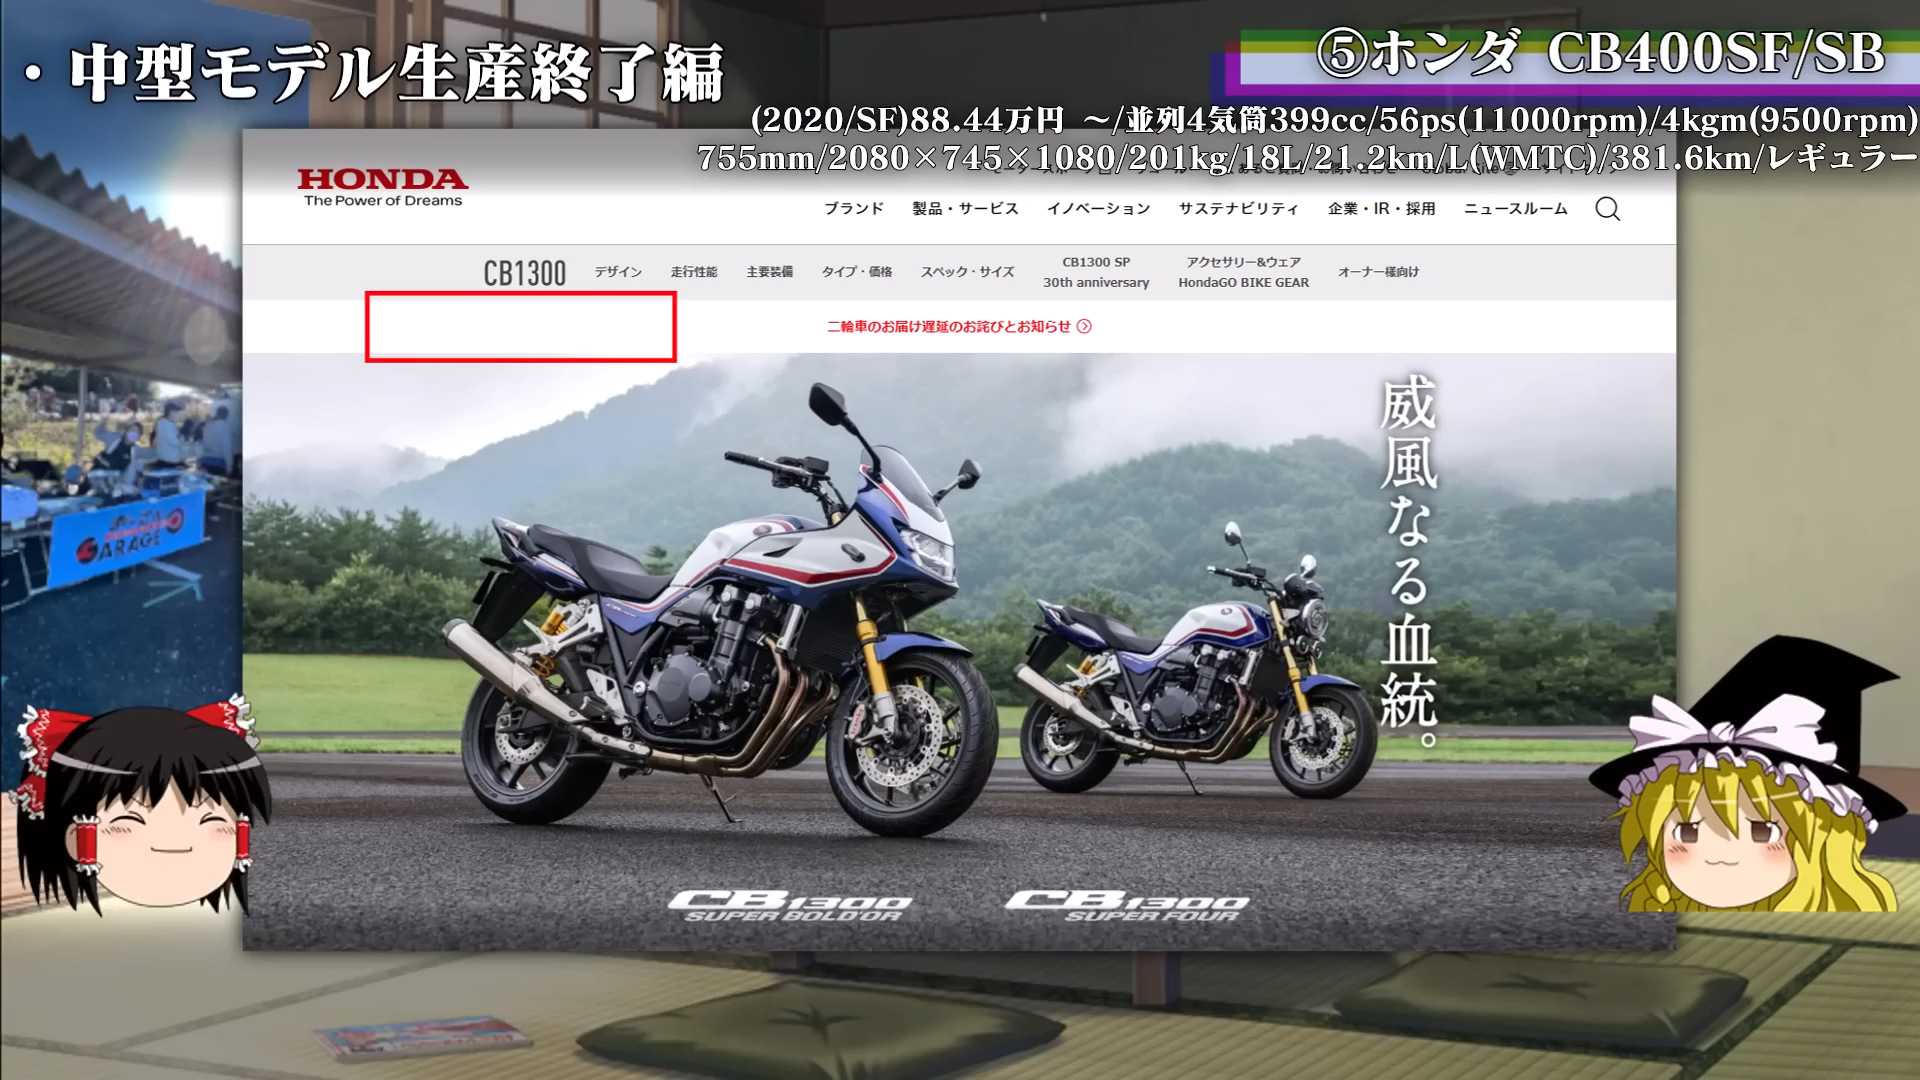 ・中型モデル生産終了編
⑤ホンダ CB400SF/SB
(2020/SF)88.44万円 ～/並列4気筒399cc/56ps(11000rpm)/4kgm(9500rpm)
755mm/2080×745×1080/201kg/18L/21.2km/L(WMTC)/381.6km/レギュラー
HONDA
The Power of Dreams
ブランド 製品・サービス イノベーション サステナビリティ 企業・IR・採用 ニュースルーム
CB1300 デザイン 走行性能 主要装備 タイプ・価格 スペック・サイズ CB1300 SP 30th anniversary アクセサリー&ウェア HondaGO BIKE GEAR オーナー様向け
二輪車のお届け遅延のお詫びとお知らせ
威風なる血統。
GARAGE
CB1300
SUPER BOLD'OR
CB1300
SUPER FOUR